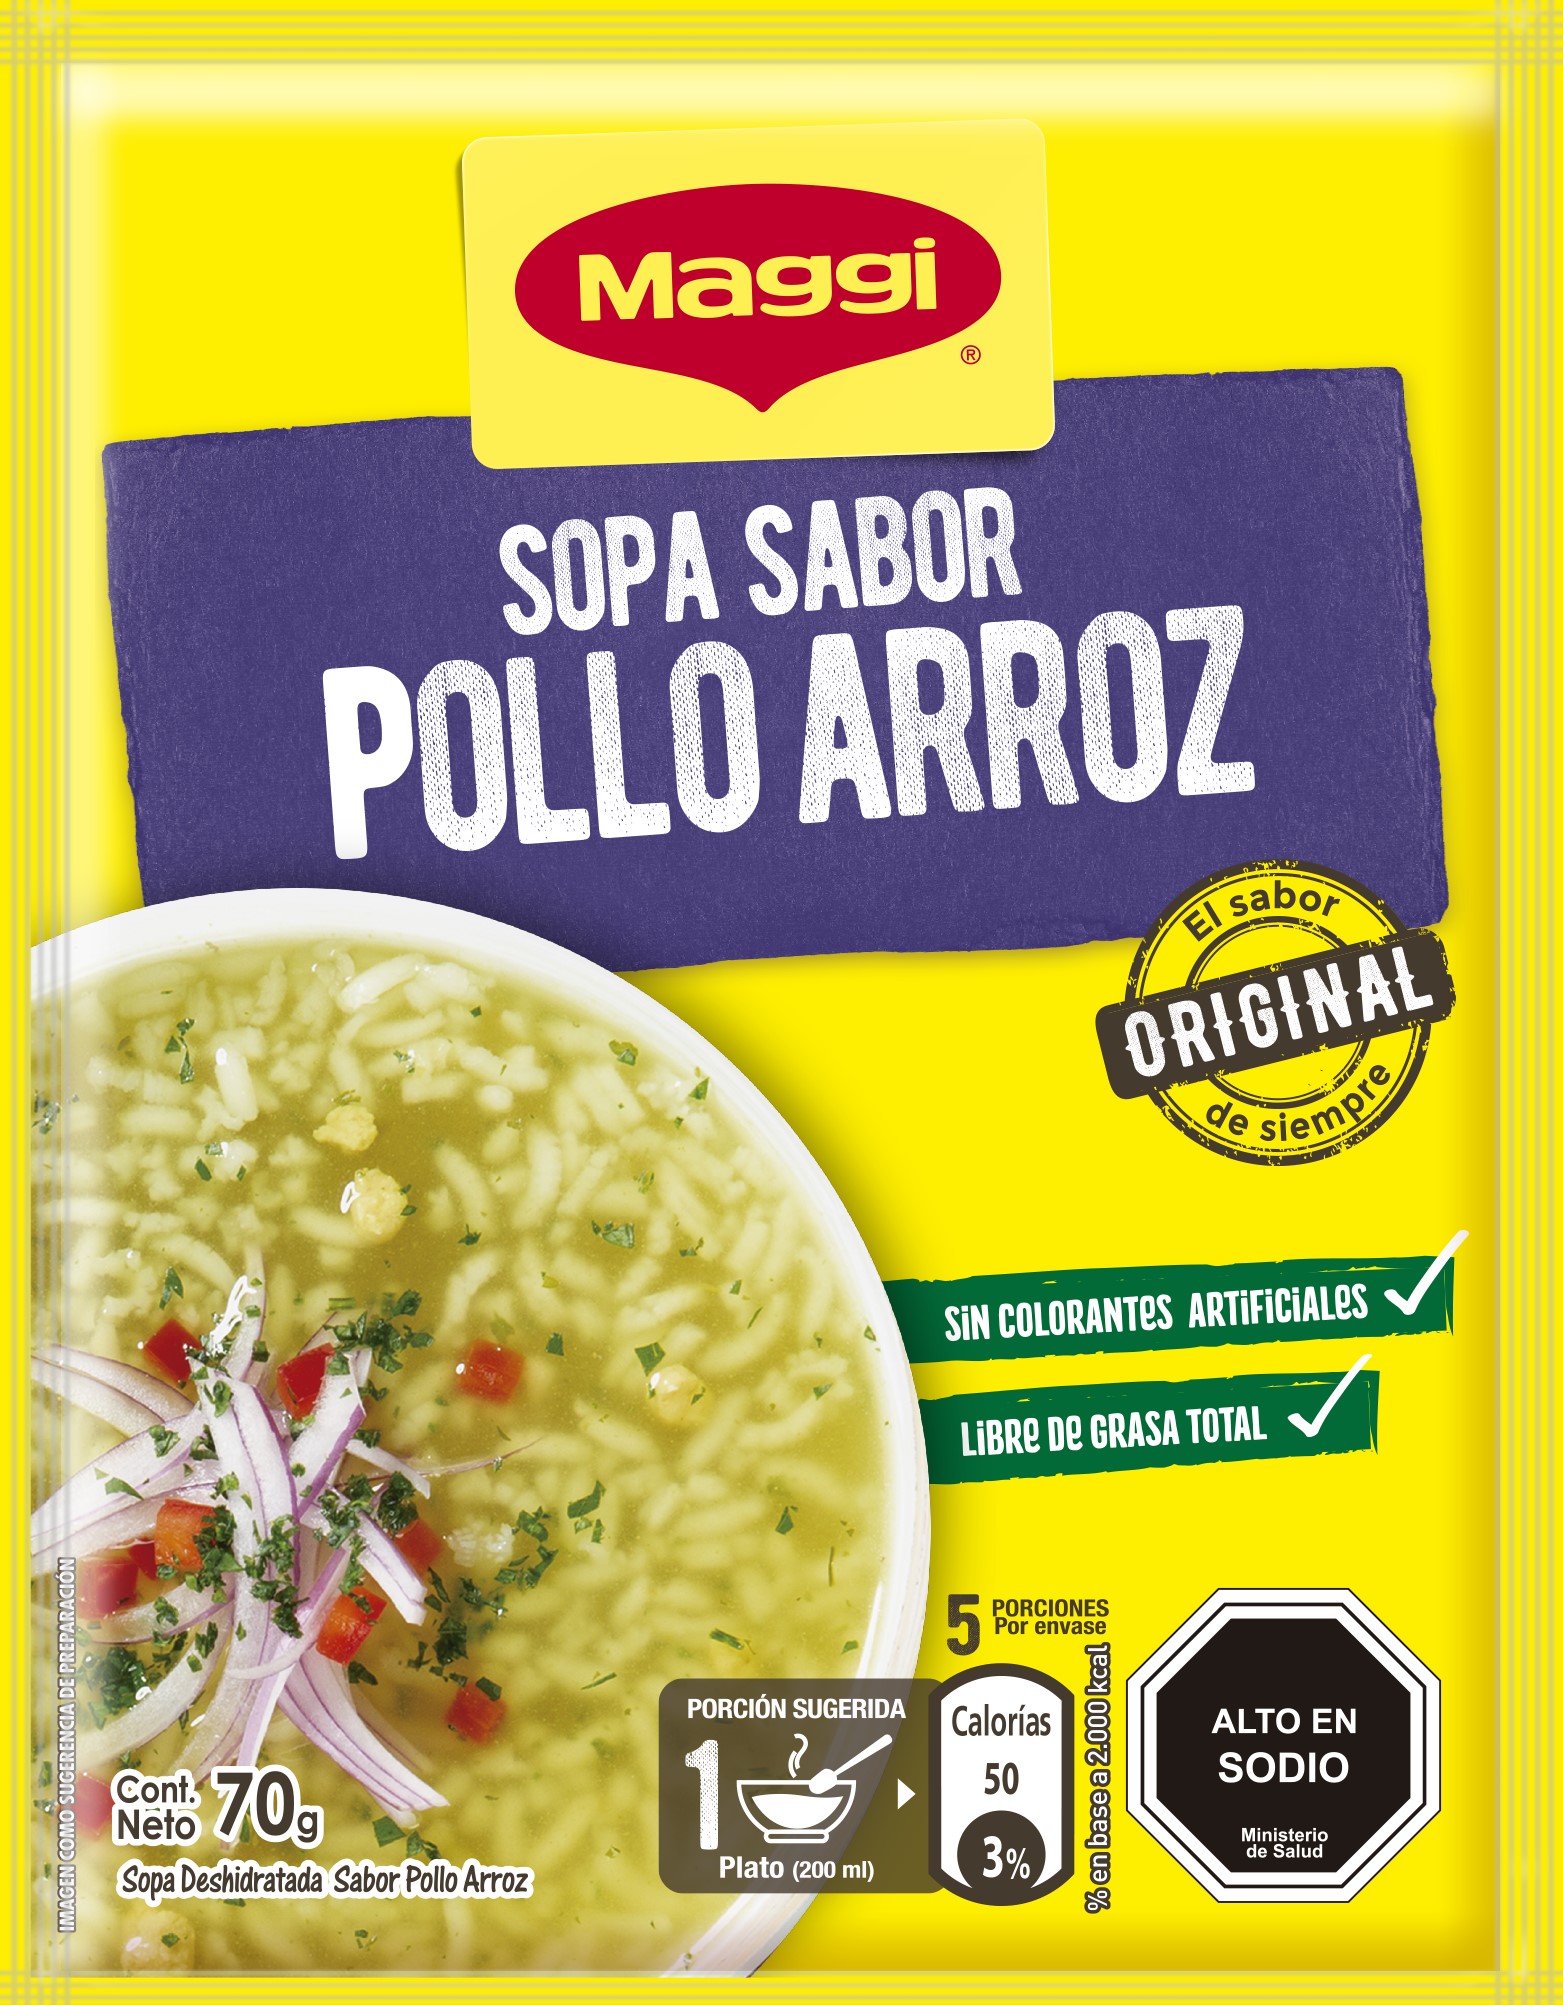 Maggi
®
SOPA SABOR
POLLO ARROZ
El sabor
ORIGINAL
de siempre
SiN COLORANTeS ARTiFiCiALeS
LiBRe De GRASA TOTAL
5 PORCIONES
Por envase
PORCIÓN SUGERIDA
1
Plato (200 ml)
Calorías
50
3%
% en base a 2.000 kcal
ALTO EN
SODIO
Ministerio
de Salud
Cont.
Neto 70g
Sopa Deshidratada Sabor Pollo Arroz
IMAGEN COMO SUGERENCIA DE PREPARACIÓN